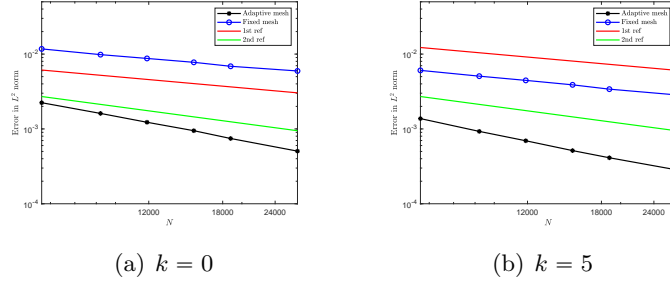 Adaptive mesh
Fixed mesh
1st ref
2nd ref
10^-2
10^-3
10^-4
Error in L^2 norm
12000
18000
24000
N
(a) k = 0
Adaptive mesh
Fixed mesh
1st ref
2nd ref
10^-2
10^-3
10^-4
Error in L^2 norm
12000
18000
24000
N
(b) k = 5